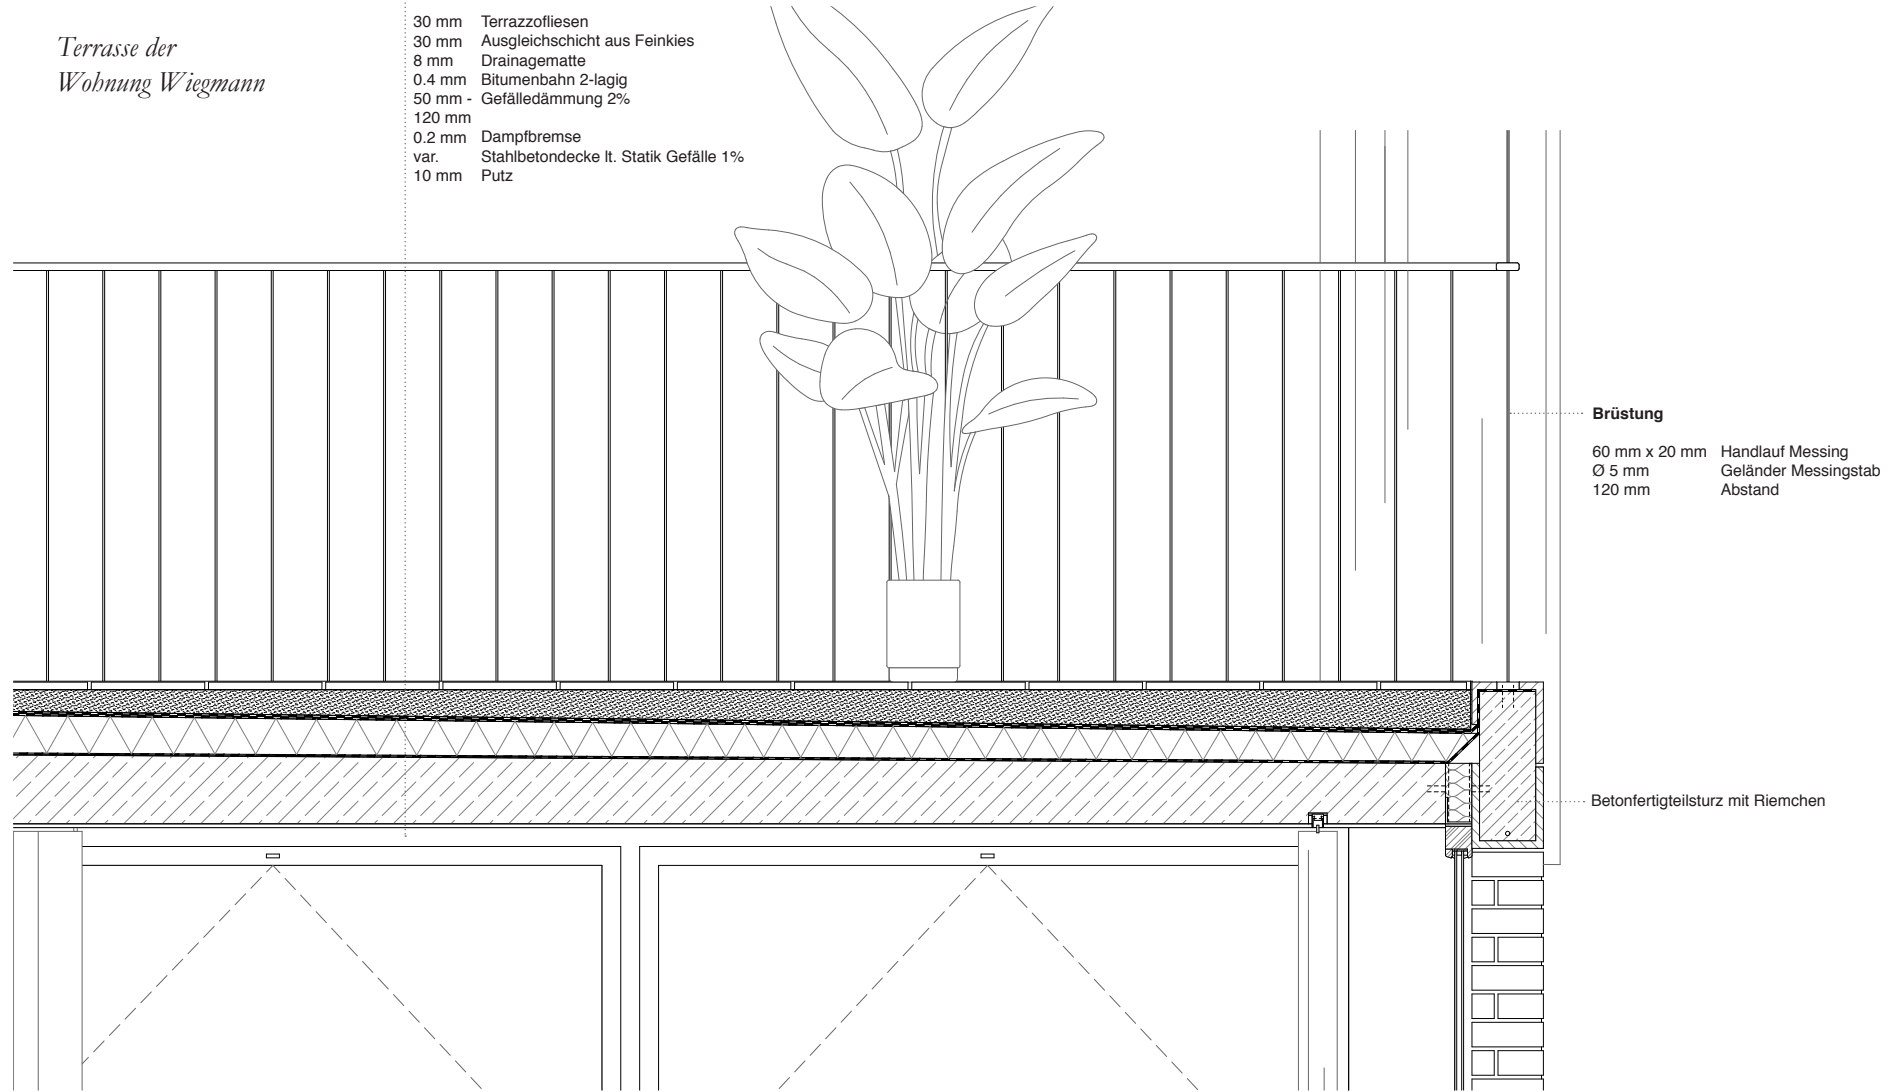 Terrasse der
Wohnung Wiegmann
30 mm Terrazzofliesen
30 mm Ausgleichschicht aus Feinkies
8 mm Drainagematte
0.4 mm Bitumenbahn 2-lagig
50 mm - Gefälledämmung 2%
120 mm
0.2 mm Dampfbremse
var. Stahlbetondecke lt. Statik Gefälle 1%
10 mm Putz
Brüstung
60 mm x 20 mm Handlauf Messing
Ø 5 mm Geländer Messingstab
120 mm Abstand
Betonfertigteilsturz mit Riemchen